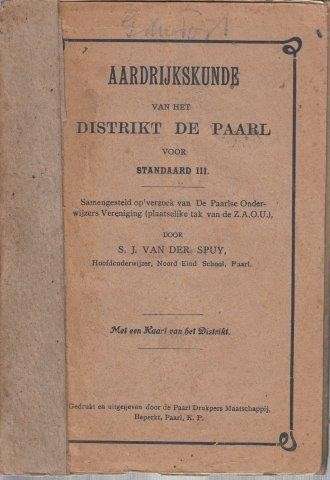 AARDRIJKSKUNDE
VAN HET
DISTRIKT DE PAARL
VOOR
STANDAARD III.
Samengesteld op verzoek van De Paarlse Onder-
wijzers Vereniging (plaatselike tak van de Z.A.O.U.),
DOOR
S. J. VAN DER SPUY,
Hoofdonderwijzer, Noord Eind School, Paarl.
Met een Kaart van het Distrikt.
Gedrukt en uitgegeven door de Paarl Drukpers Maatschappij,
Beperkt, Paarl, K. P.